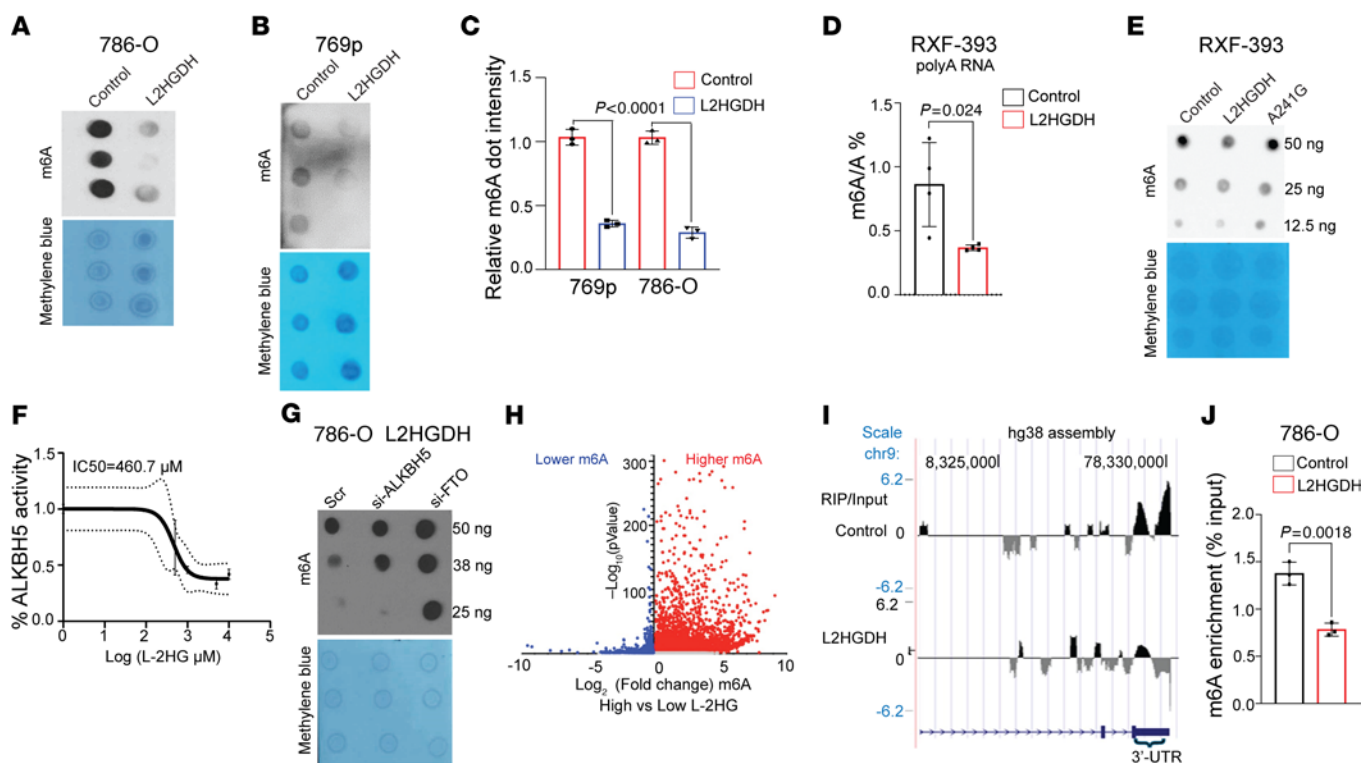 A
786-O
Control
L2HGDH
m6A
Methylene blue
B
769p
Control
L2HGDH
m6A
Methylene blue
C
Control
L2HGDH
P<0.0001
Relative m6A dot intensity
1.5
1.0
0.5
0.0
769p
786-O
D
RXF-393
polyA RNA
Control
L2HGDH
P=0.024
m6A/A %
1.5
1.0
0.5
0.0
E
RXF-393
Control
L2HGDH
A241G
m6A
50 ng
25 ng
12.5 ng
Methylene blue
F
IC50=460.7 µM
% ALKBH5 activity
1.5
1.0
0.5
0.0
0 1 2 3 4 5
Log (L-2HG µM)
G
786-O L2HGDH
Scr
si-ALKBH5
si-FTO
m6A
50 ng
38 ng
25 ng
Methylene blue
H
Lower m6A
Higher m6A
300
200
100
–Log10(pValue)
-10 -5 0 5 10
Log2 (Fold change) m6A
High vs Low L-2HG
I
Scale
chr9:
hg38 assembly
8,325,000l
78,330,000l
6.2
RIP/Input
Control
0
-6.2
6.2
L2HGDH
0
-6.2
3'-UTR
J
786-O
Control
L2HGDH
P=0.0018
m6A enrichment (% input)
2.0
1.5
1.0
0.5
0.0